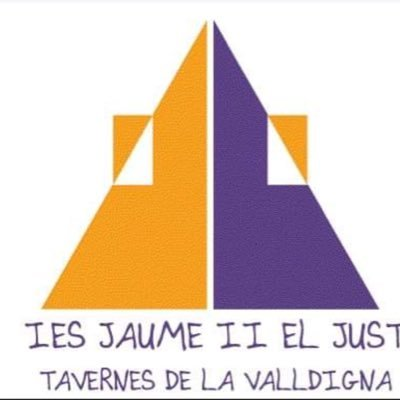 IES JAUME II EL JUST
TAVERNES DE LA VALLDIGNA